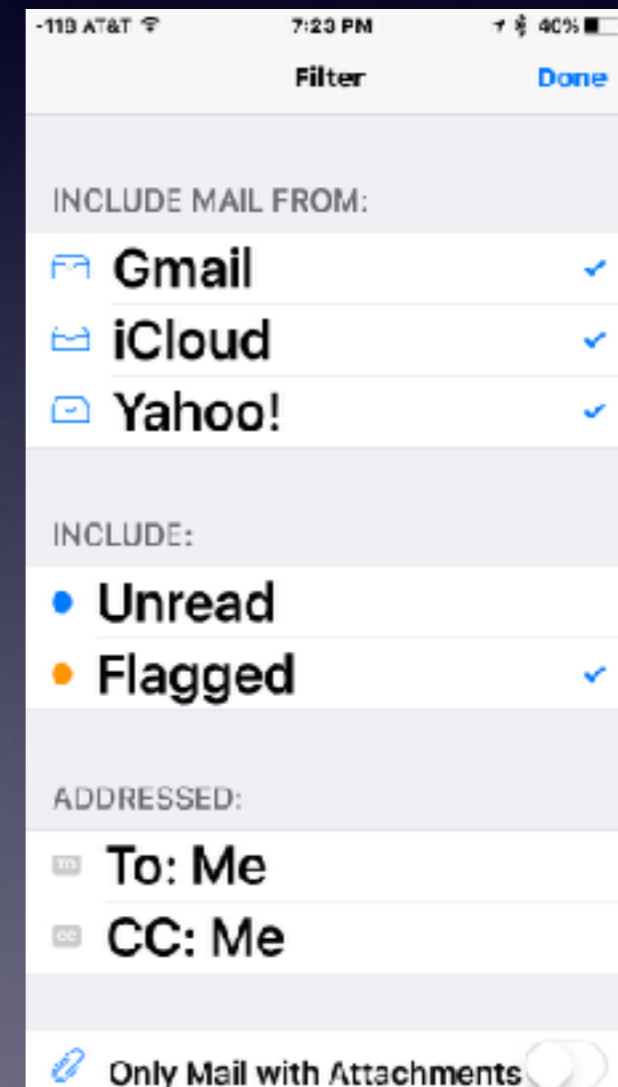 -118 AT&T 7:23 PM 40%
Filter Done
INCLUDE MAIL FROM:
Gmail
iCloud
Yahoo!
INCLUDE:
Unread
Flagged
ADDRESSED:
To: Me
CC: Me
Only Mail with Attachments